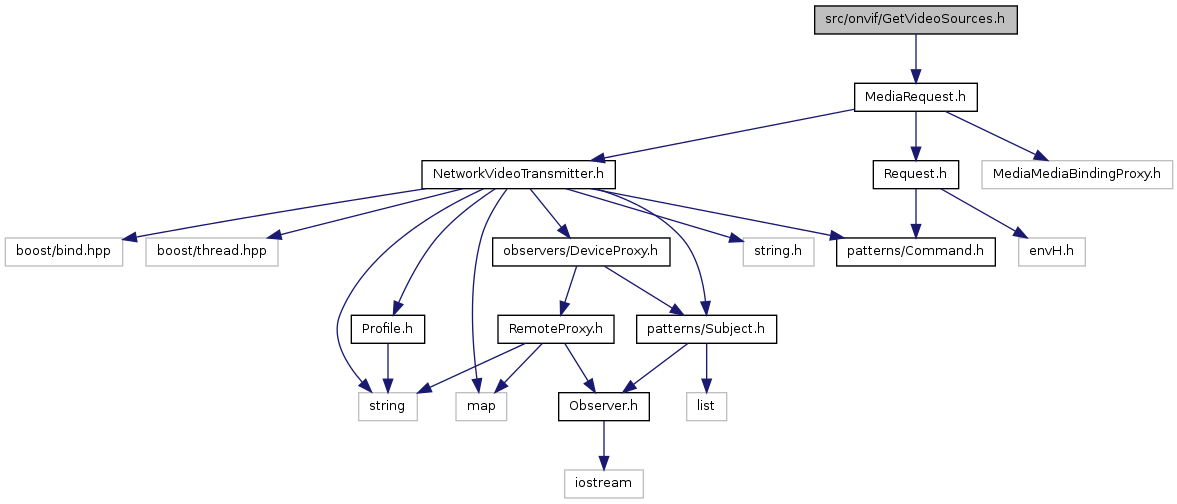 src/onvif/GetVideoSources.h
MediaRequest.h
NetworkVideoTransmitter.h
Request.h
MediaMediaBindingProxy.h
boost/bind.hpp
boost/thread.hpp
observers/DeviceProxy.h
string.h
patterns/Command.h
envH.h
Profile.h
RemoteProxy.h
patterns/Subject.h
string
map
Observer.h
list
iostream